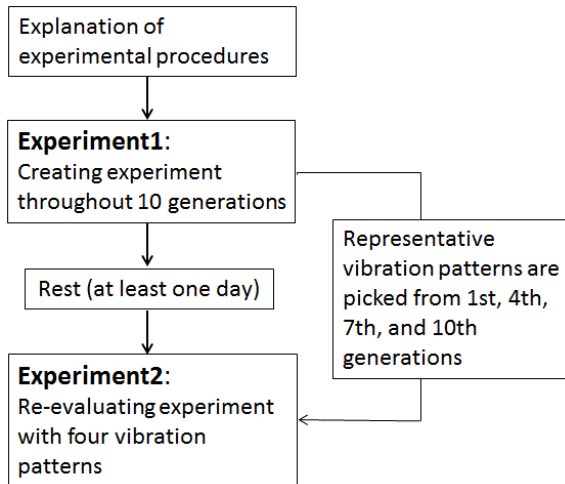 Explanation of
experimental procedures
Experiment1:
Creating experiment
throughout 10 generations
Representative
vibration patterns are
picked from 1st, 4th,
7th, and 10th
generations
Rest (at least one day)
Experiment2:
Re-evaluating experiment
with four vibration
patterns